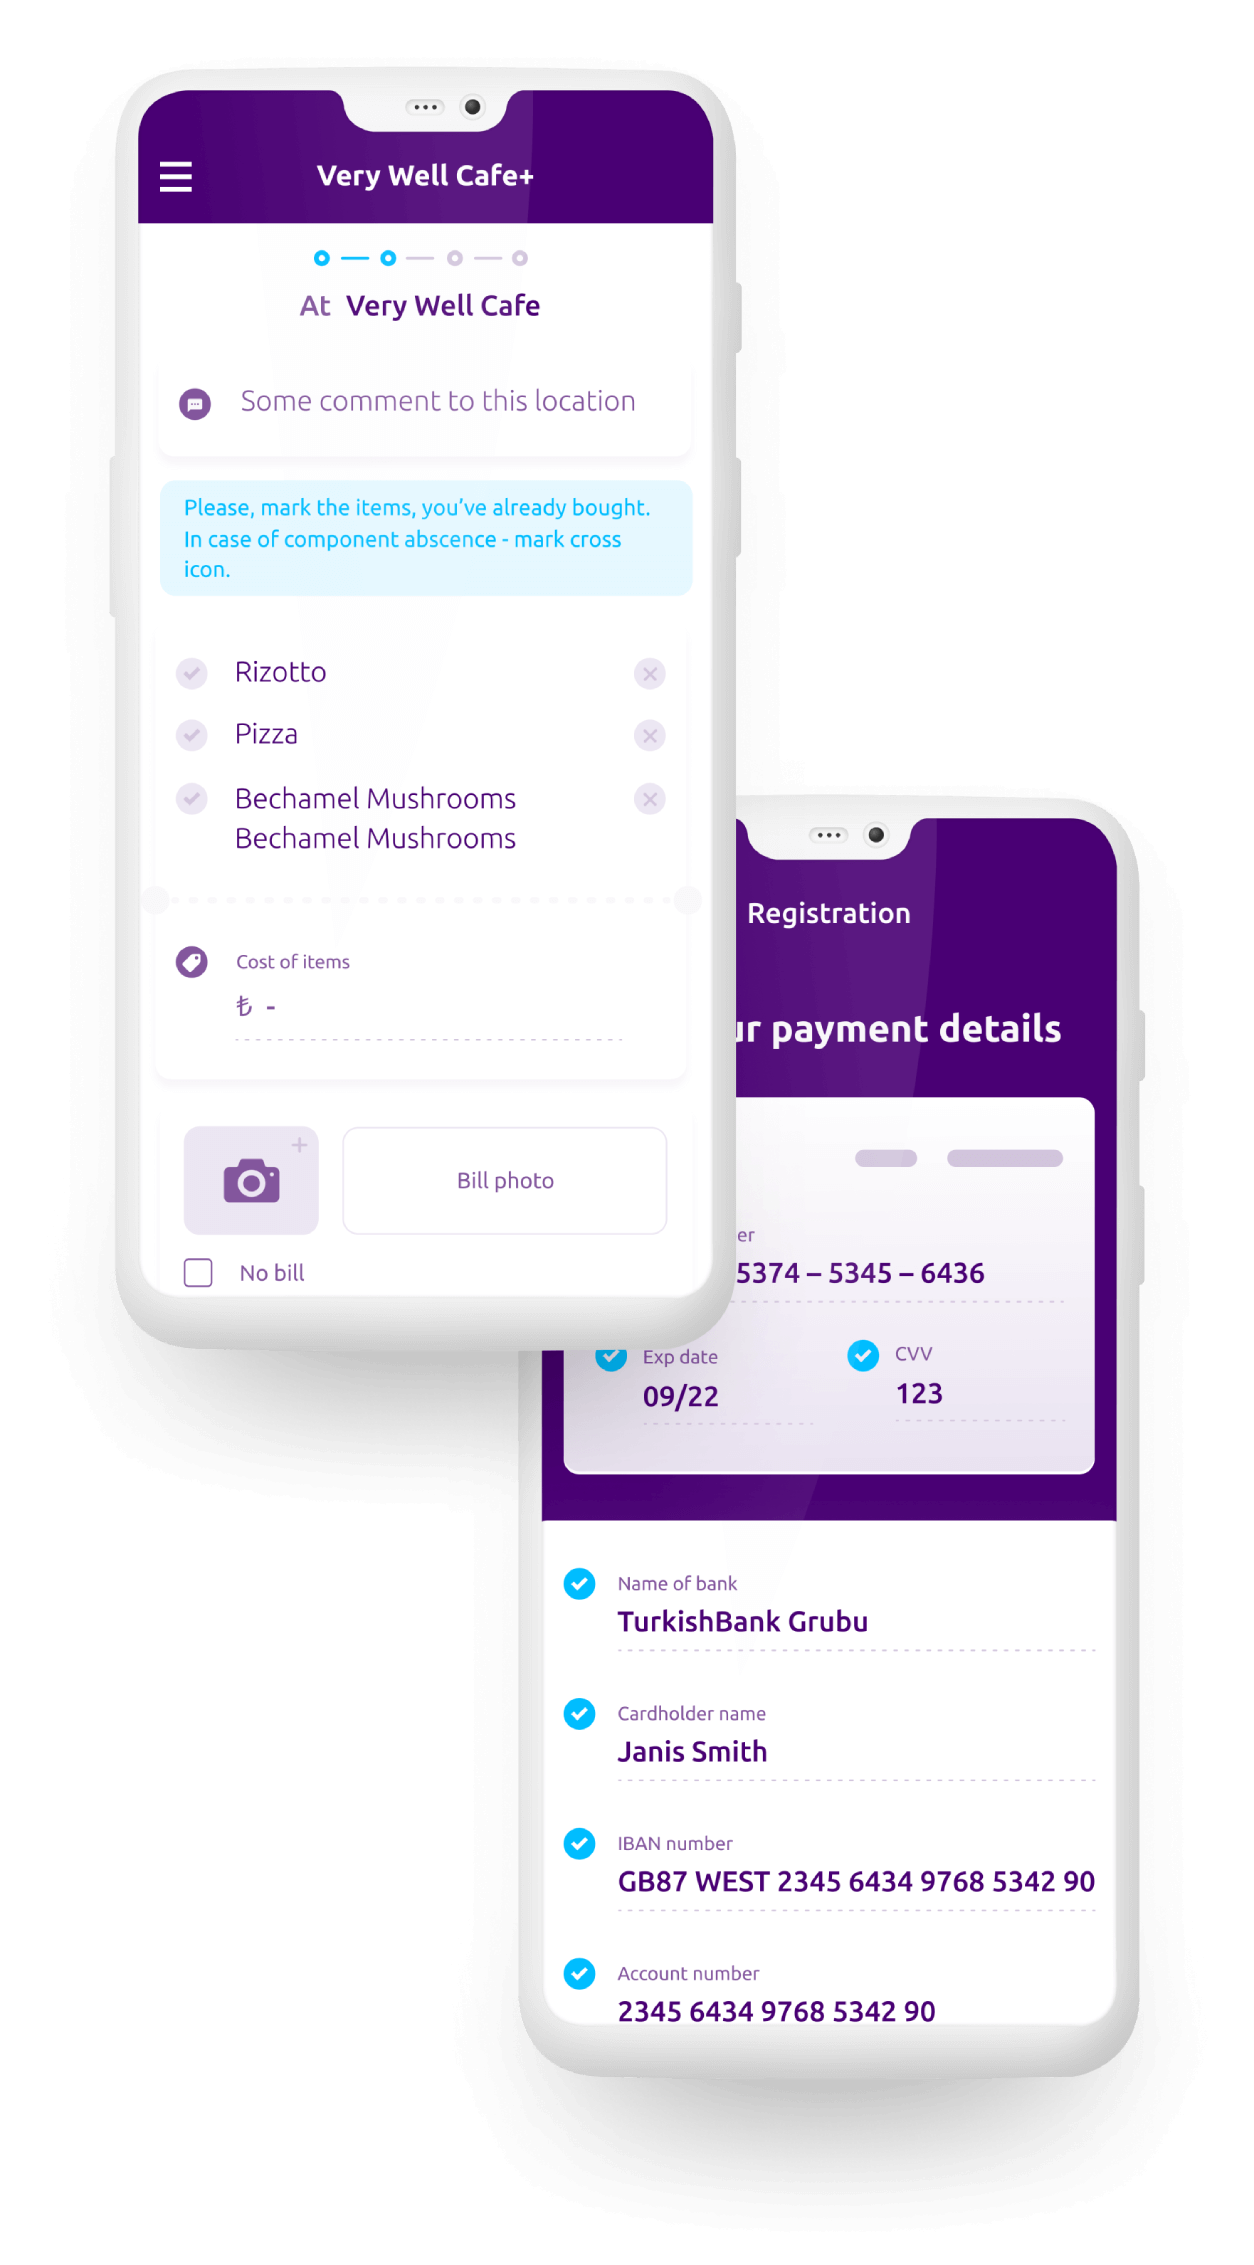 Very Well Cafe+
At Very Well Cafe
Some comment to this location
Please, mark the items, you've already bought.
In case of component abscence - mark cross
icon.
Rizotto
Pizza
Bechamel Mushrooms
Bechamel Mushrooms
Cost of items
₺ -
Bill photo
No bill
Registration
payment details
5374 – 5345 – 6436
Exp date
09/22
CVV
123
Name of bank
TurkishBank Grubu
Cardholder name
Janis Smith
IBAN number
GB87 WEST 2345 6434 9768 5342 90
Account number
2345 6434 9768 5342 90